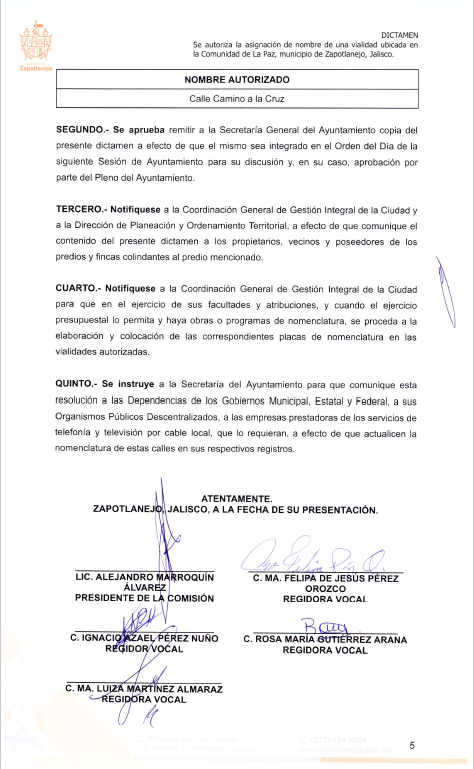 DICTAMEN
Se autoriza la asignación de nombre de una vialidad ubicada en
la Comunidad de La Paz, municipio de Zapotlanejo, Jalisco.
Zapotlanejo
NOMBRE AUTORIZADO
Calle Camino a la Cruz
SEGUNDO.- Se aprueba remitir a la Secretaría General del Ayuntamiento copia del
presente dictamen a efecto de que el mismo sea integrado en el Orden del Día de la
siguiente Sesión de Ayuntamiento para su discusión y, en su caso, aprobación por
parte del Pleno del Ayuntamiento.
TERCERO.- Notifíquese a la Coordinación General de Gestión Integral de la Ciudad y
a la Dirección de Planeación y Ordenamiento Territorial, a efecto de que comunique el
contenido del presente dictamen a los propietarios, vecinos y poseedores de los
predios y fincas colindantes al predio mencionado.
CUARTO.- Notifíquese a la Coordinación General de Gestión Integral de la Ciudad
para que en el ejercicio de sus facultades y atribuciones, y cuando el ejercicio
presupuestal lo permita y haya obras o programas de nomenclatura, se proceda a la
elaboración y colocación de las correspondientes placas de nomenclatura en las
vialidades autorizadas.
QUINTO.- Se instruye a la Secretaría del Ayuntamiento para que comunique esta
resolución a las Dependencias de los Gobiernos Municipal, Estatal y Federal, a sus
Organismos Públicos Descentralizados, a las empresas prestadoras de los servicios de
telefonía y televisión por cable local, que lo requieran, a efecto de que actualicen la
nomenclatura de estas calles en sus respectivos registros.
ATENTAMENTE.
ZAPOTLANEJO, JALISCO, A LA FECHA DE SU PRESENTACIÓN.
LIC. ALEJANDRO MARROQUÍN
ÁLVAREZ
PRESIDENTE DE LA COMISIÓN
C. MA. FELIPA DE JESÚS PÉREZ
OROZCO
REGIDORA VOCAL
C. IGNACIO AZAEL PÉREZ NUÑO
REGIDOR VOCAL
C. ROSA MARÍA GUTIÉRREZ ARANA
REGIDORA VOCAL
C. MA. LUIZA MARTÍNEZ ALMARAZ
REGIDORA VOCAL
5